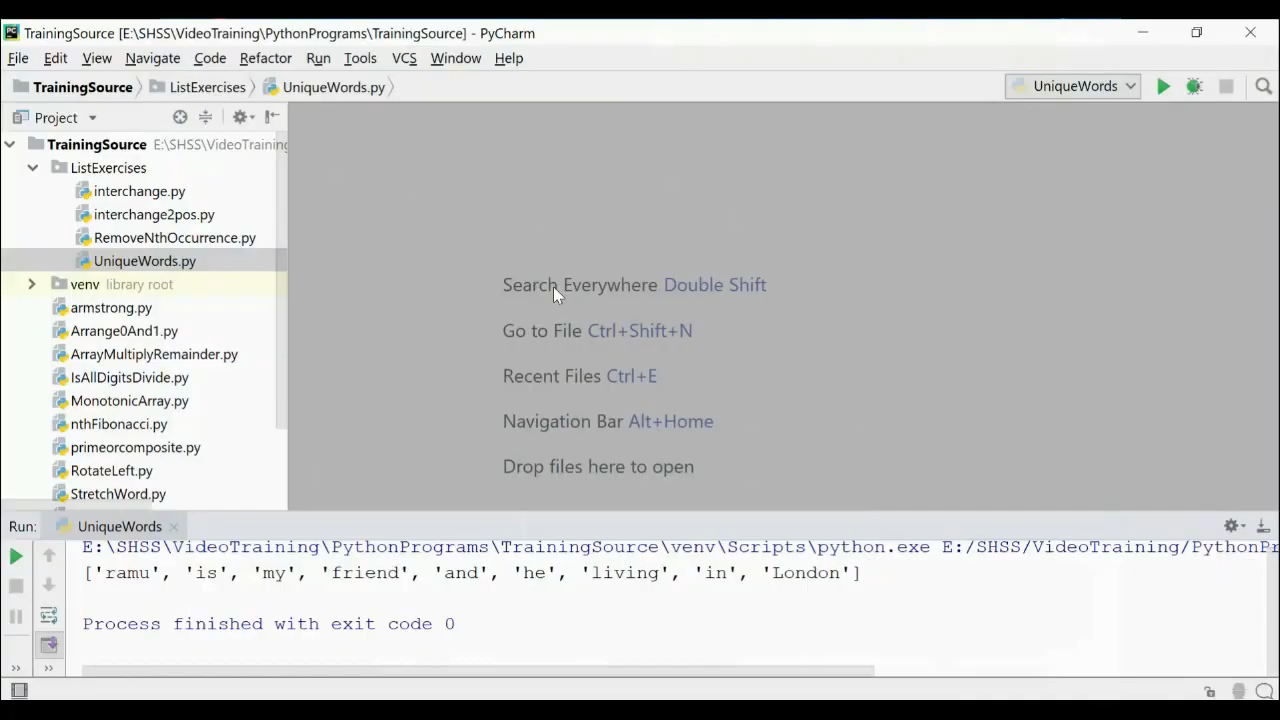 TrainingSource [E:\SHSS\VideoTraining\PythonPrograms\TrainingSource] - PyCharm
File Edit View Navigate Code Refactor Run Tools VCS Window Help
TrainingSource ListExercises UniqueWords.py UniqueWords
Project
TrainingSource E:\SHSS\VideoTraining
ListExercises
interchange.py
interchange2pos.py
RemoveNthOccurrence.py
UniqueWords.py
venv library root
armstrong.py
Arrange0And1.py
ArrayMultiplyRemainder.py
IsAllDigitsDivide.py
MonotonicArray.py
nthFibonacci.py
primeorcomposite.py
RotateLeft.py
StretchWord.py
Search Everywhere Double Shift
Go to File Ctrl+Shift+N
Recent Files Ctrl+E
Navigation Bar Alt+Home
Drop files here to open
Run: UniqueWords
E:\SHSS\VideoTraining\PythonPrograms\TrainingSource\venv\Scripts\python.exe E:/SHSS/VideoTraining/PythonPr
['ramu', 'is', 'my', 'friend', 'and', 'he', 'living', 'in', 'London']
Process finished with exit code 0